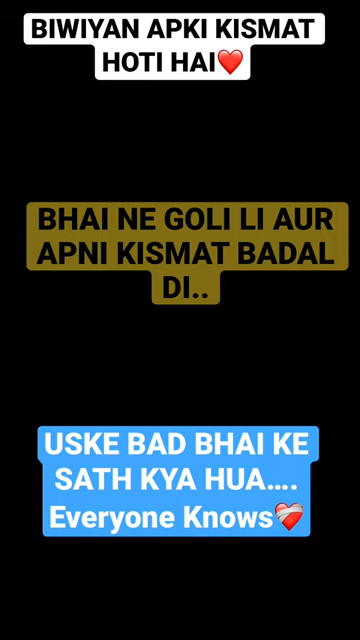 BIWIYAN APKI KISMAT
HOTI HAI❤️
BHAI NE GOLI LI AUR
APNI KISMAT BADAL
DI..
USKE BAD BHAI KE
SATH KYA HUA....
Everyone Knows❤️‍🩹